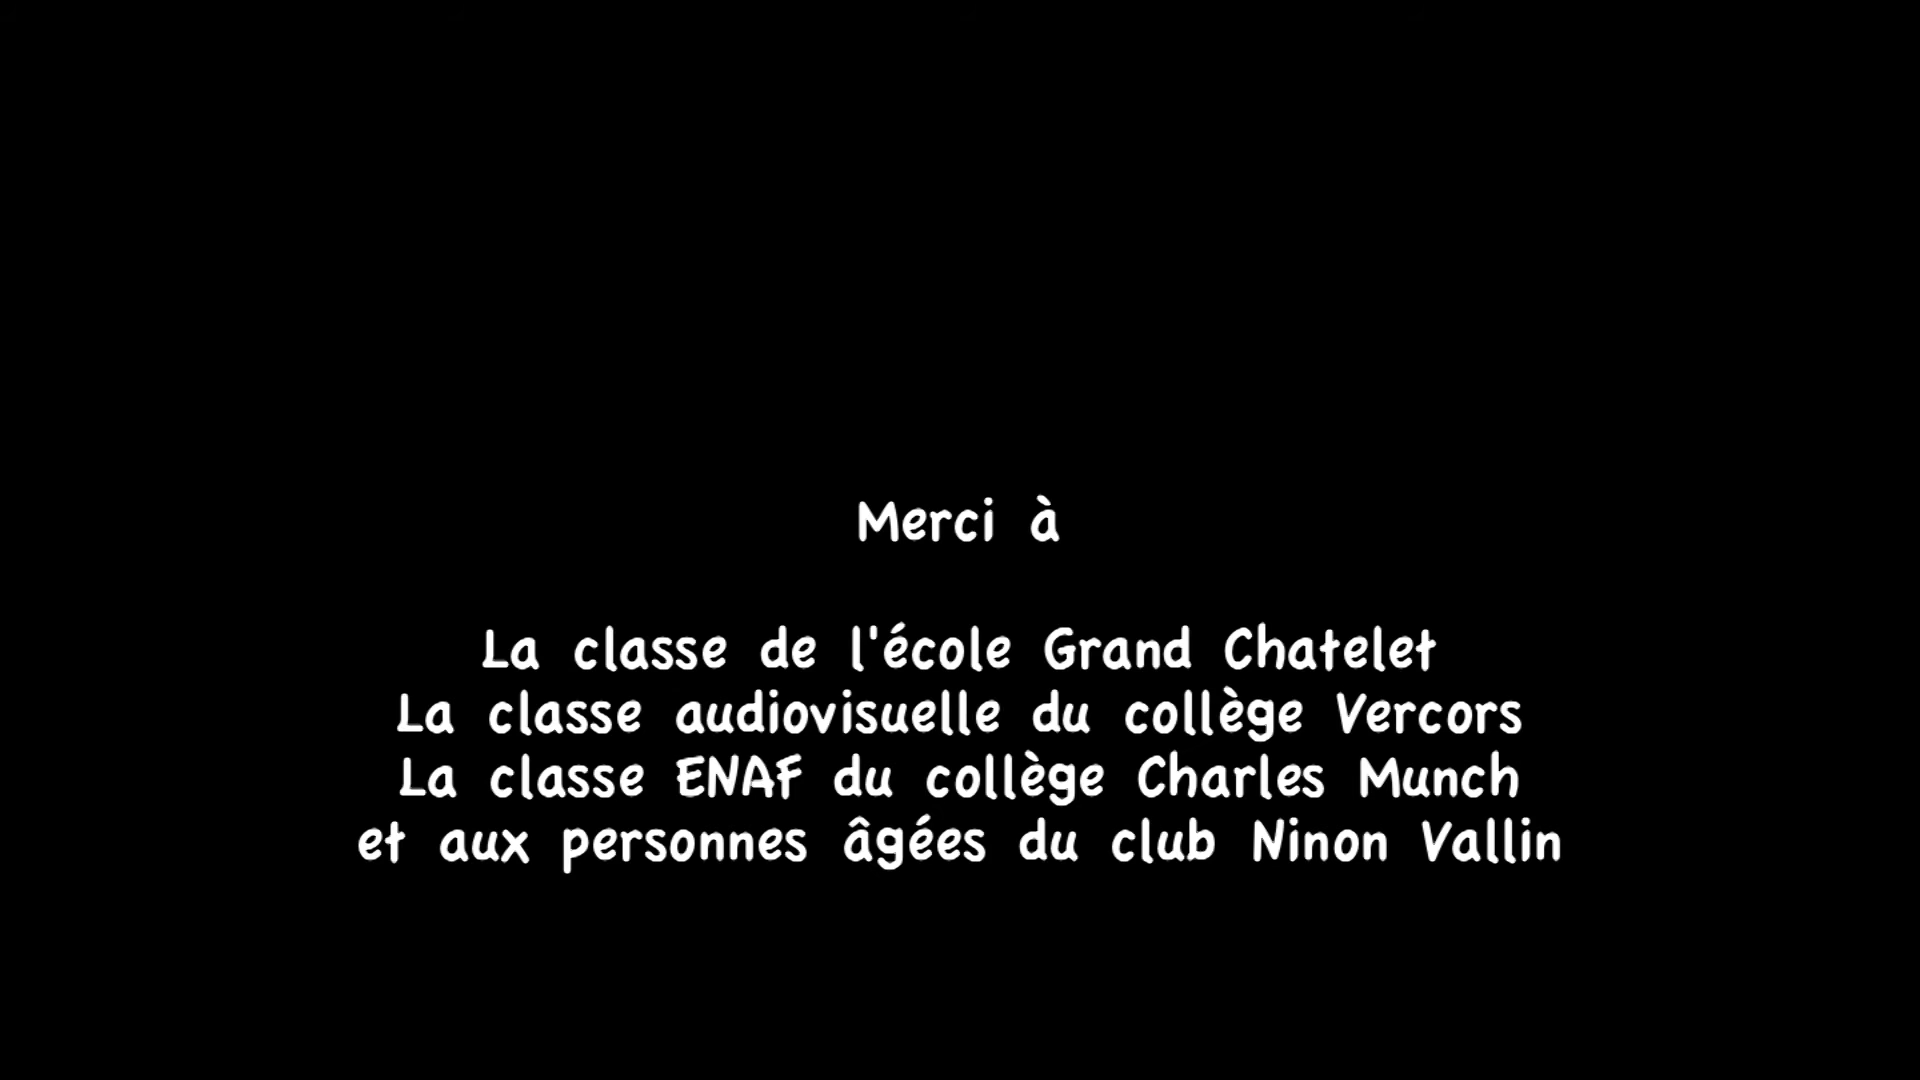 Merci à
La classe de l'école Grand Chatelet
La classe audiovisuelle du collège Vercors
La classe ENAF du collège Charles Munch
et aux personnes âgées du club Ninon Vallin